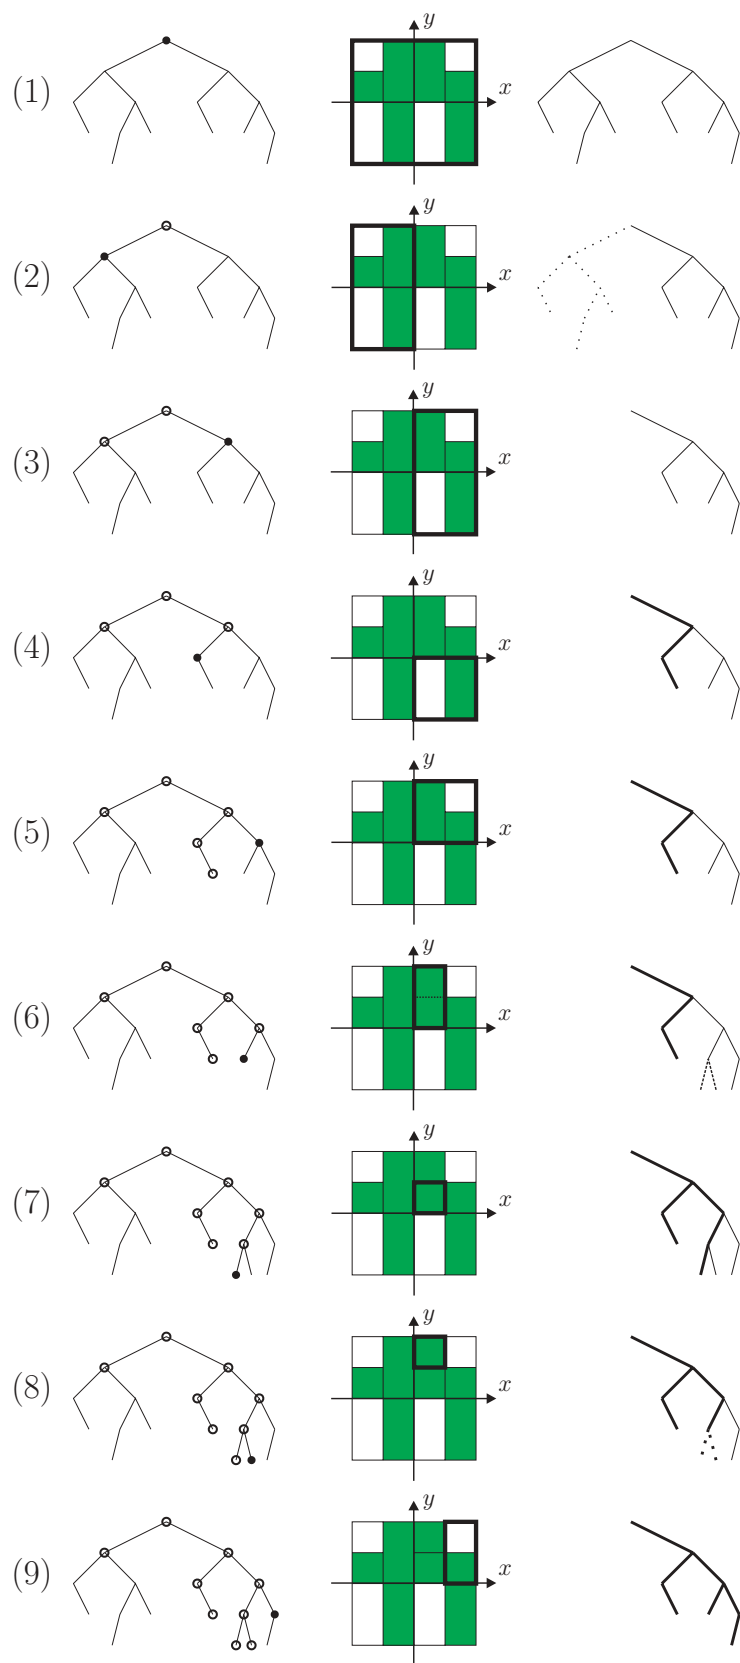 y
(1) x
y
(2) x
y
(3) x
y
(4) x
y
(5) x
y
(6) x
y
(7) x
y
(8) x
y
(9) x